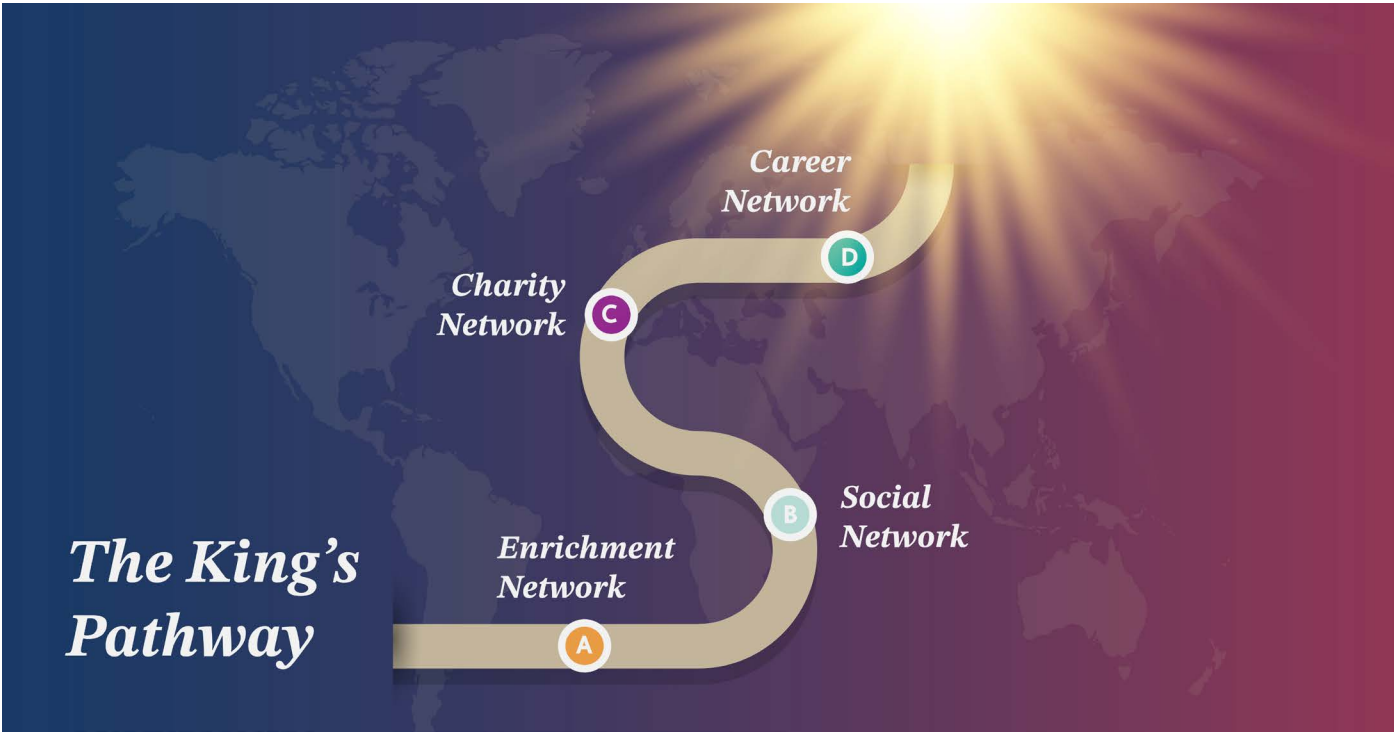 Career
Network
D
Charity
Network
C
Social
Network
B
Enrichment
Network
A
The King's
Pathway